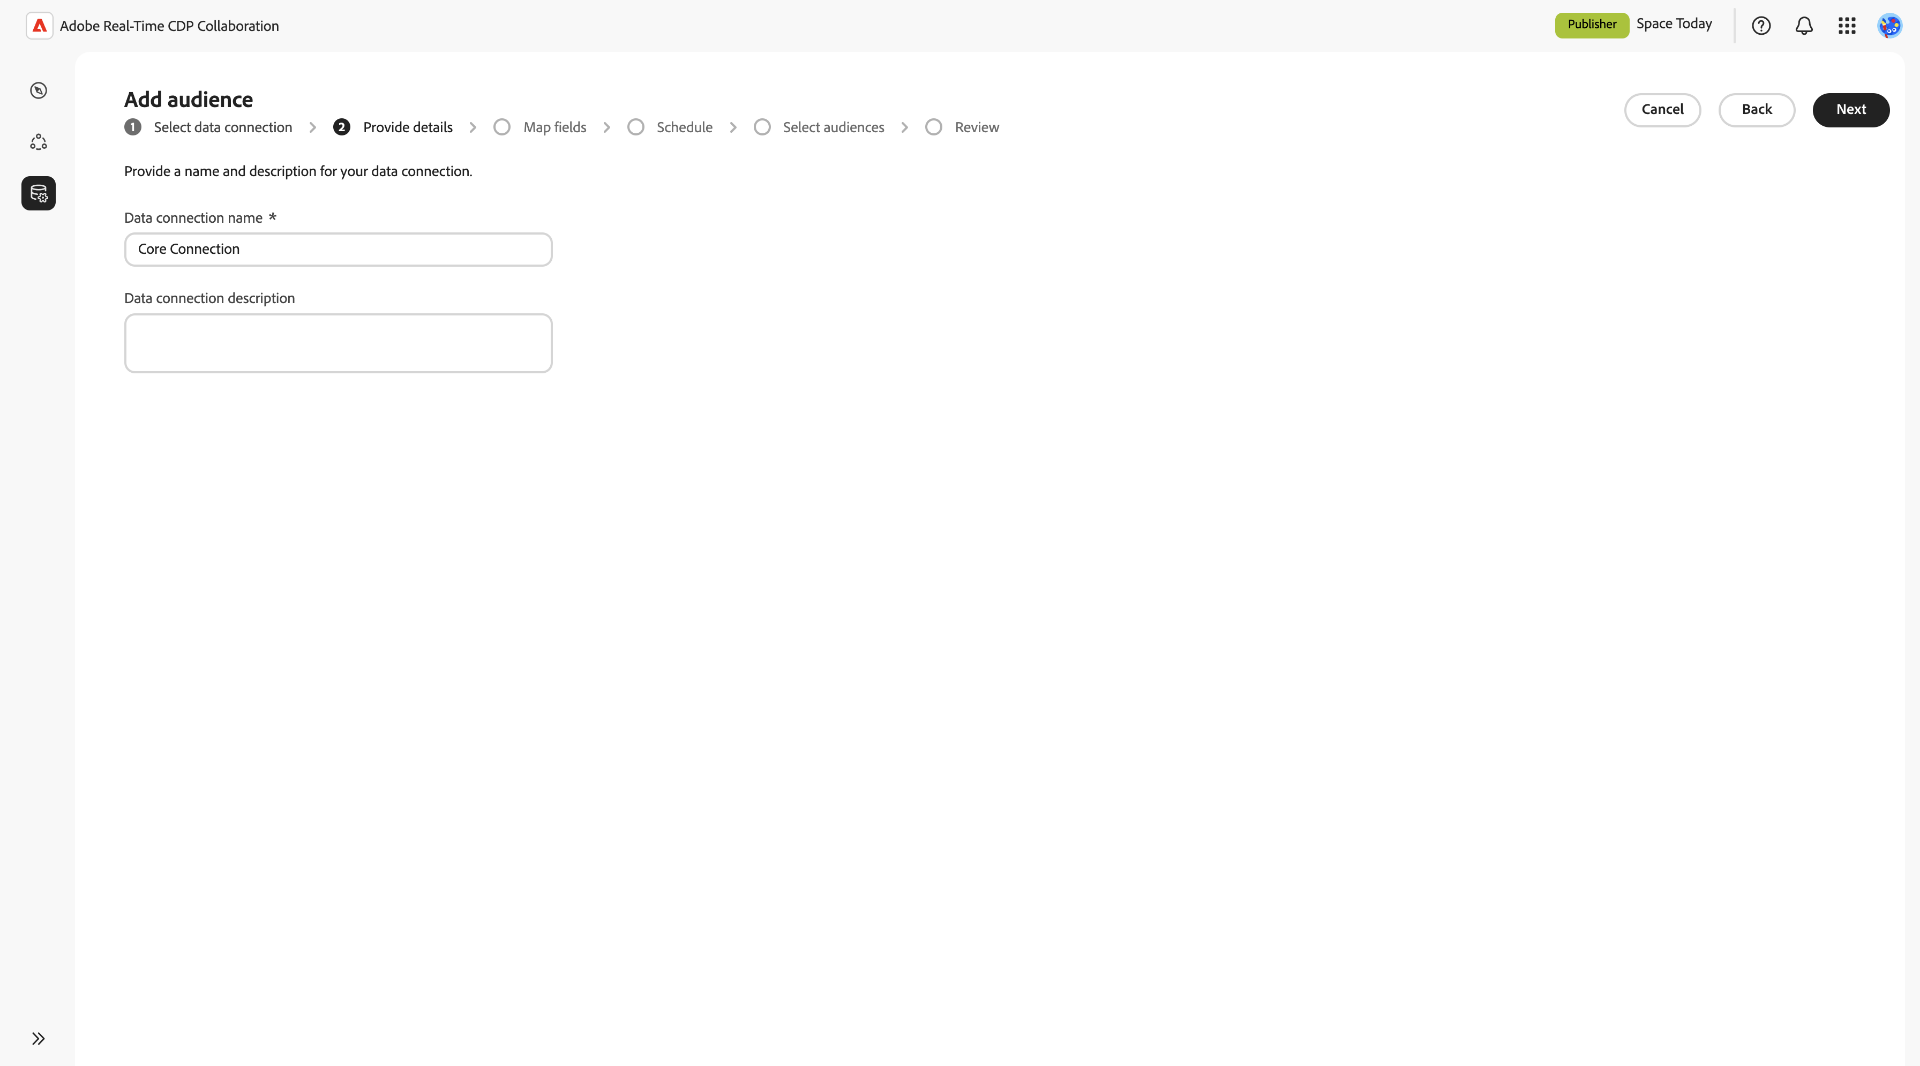 Adobe Real-Time CDP Collaboration
Publisher Space Today
Add audience
1 Select data connection 2 Provide details Map fields Schedule Select audiences Review
Cancel Back Next
Provide a name and description for your data connection.
Data connection name *
Core Connection
Data connection description